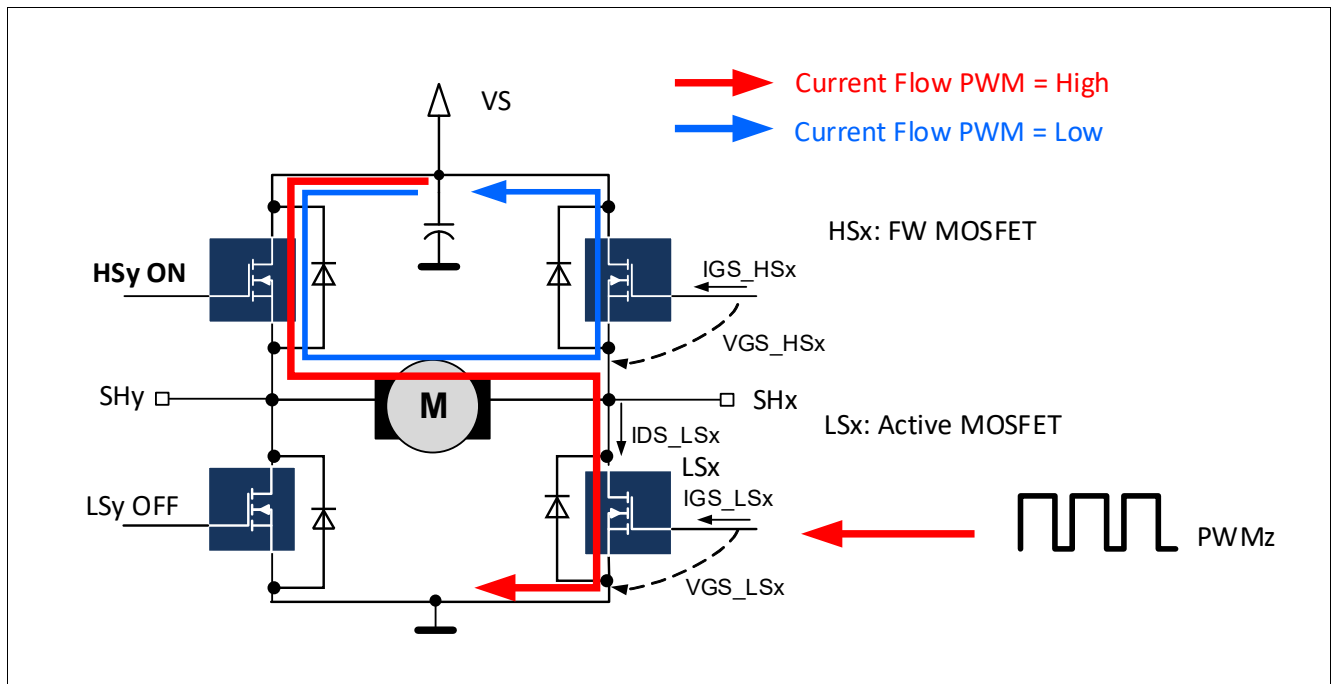 VS
Current Flow PWM = High
Current Flow PWM = Low
HSx: FW MOSFET
HSy ON
IGS_HSx
VGS_HSx
SHy
M
SHx
LSx: Active MOSFET
IDS_LSx
LSx
IGS_LSx
LSy OFF
PWMz
VGS_LSx